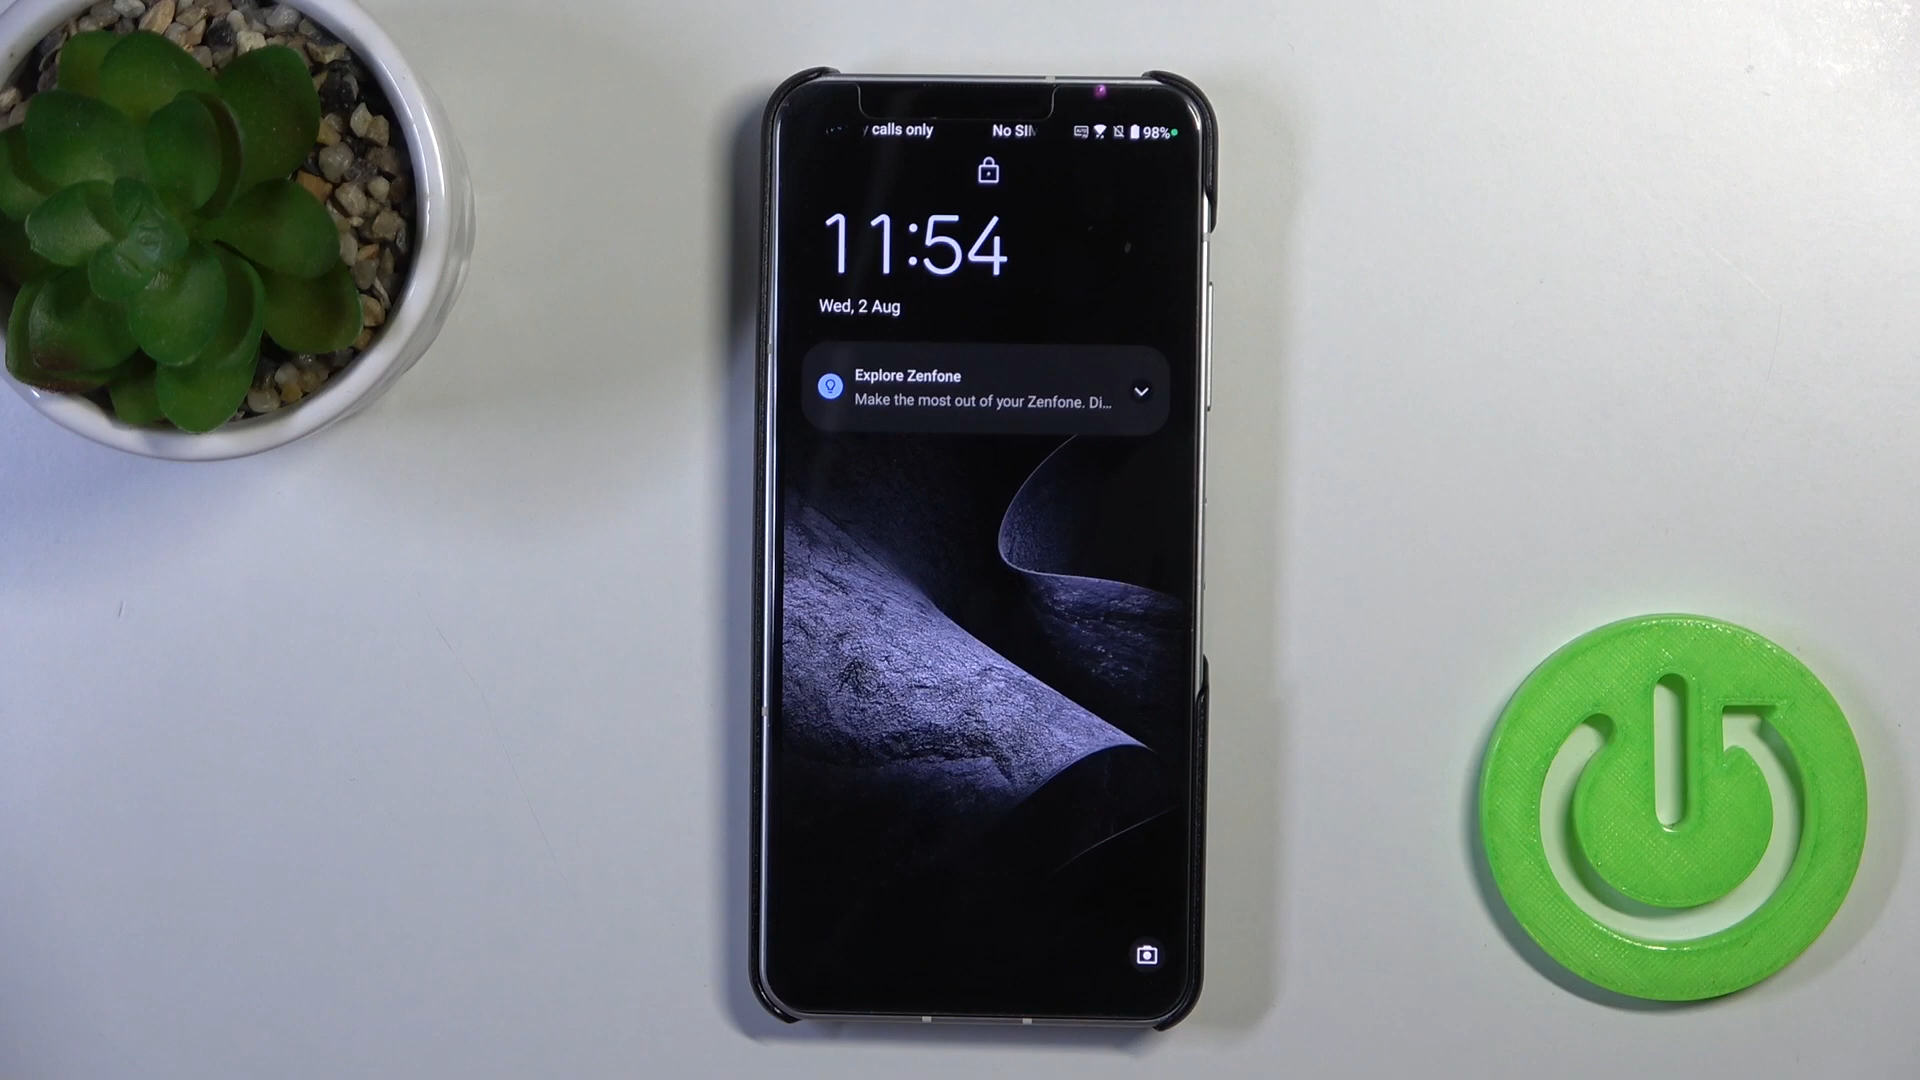 calls only No SIM 98%
11:54
Wed, 2 Aug
Explore Zenfone
Make the most out of your Zenfone. Di...